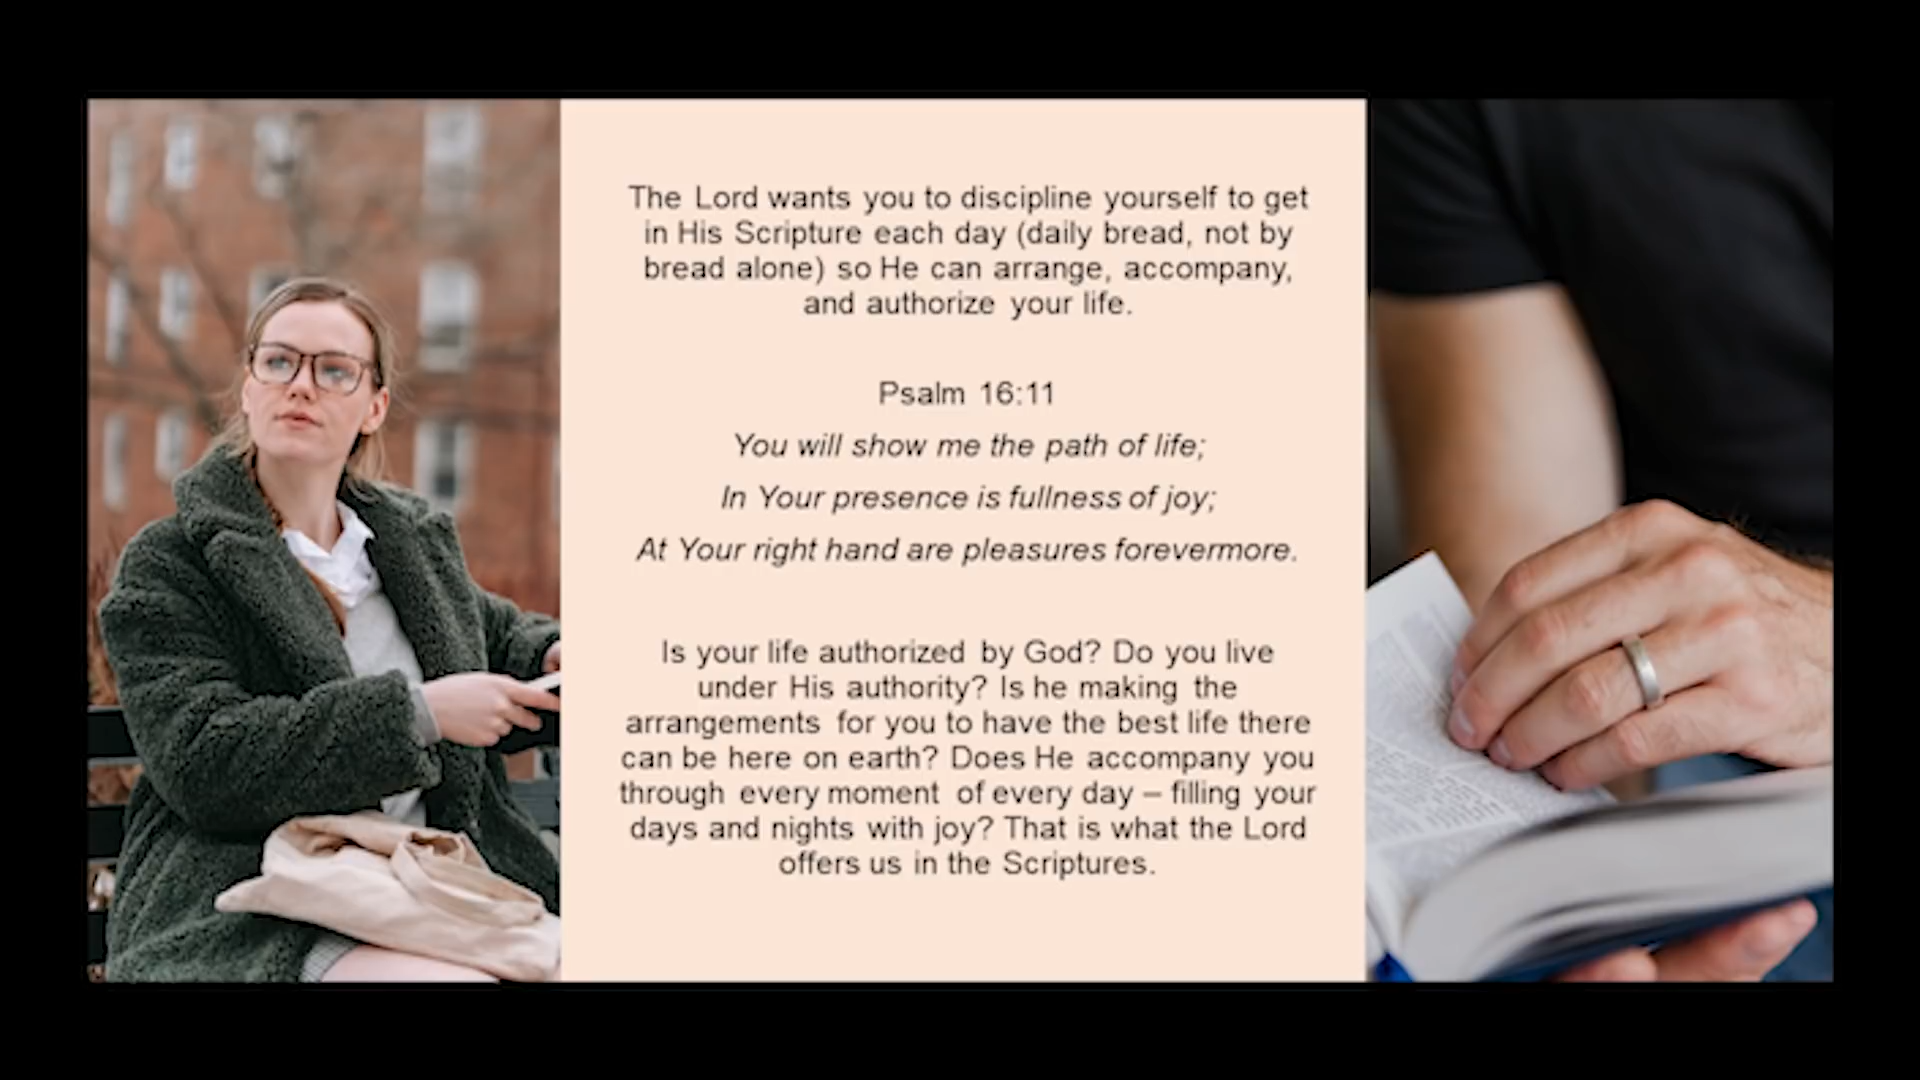 The Lord wants you to discipline yourself to get
in His Scripture each day (daily bread, not by
bread alone) so He can arrange, accompany,
and authorize your life.
Psalm 16:11
You will show me the path of life;
In Your presence is fullness of joy;
At Your right hand are pleasures forevermore.
Is your life authorized by God? Do you live
under His authority? Is he making the
arrangements for you to have the best life there
can be here on earth? Does He accompany you
through every moment of every day – filling your
days and nights with joy? That is what the Lord
offers us in the Scriptures.